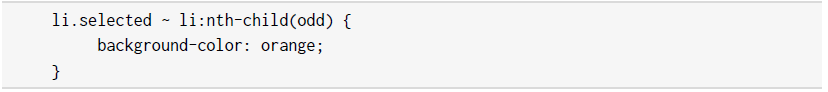 li.selected ~ li:nth-child(odd) {
     background-color: orange;
}